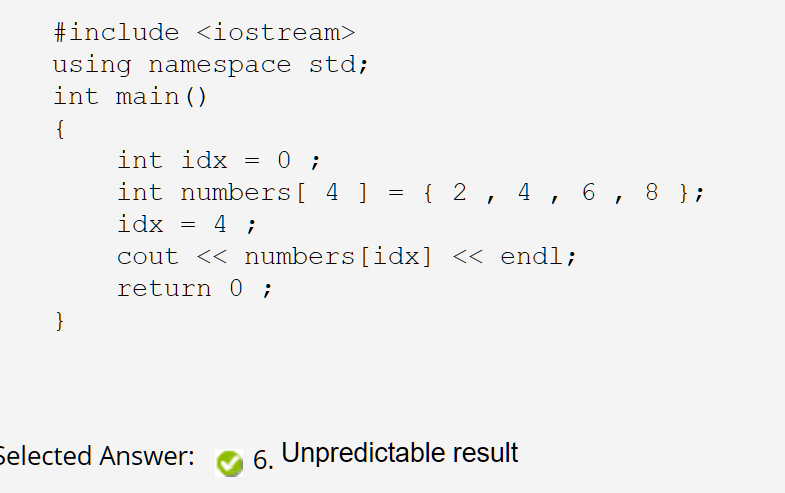 #include <iostream>
using namespace std;
int main()
{
int idx = 0 ;
int numbers[ 4 ] = { 2 , 4 , 6 , 8 };
idx = 4 ;
cout << numbers[idx] << endl;
return 0 ;
}
Selected Answer: 6. Unpredictable result